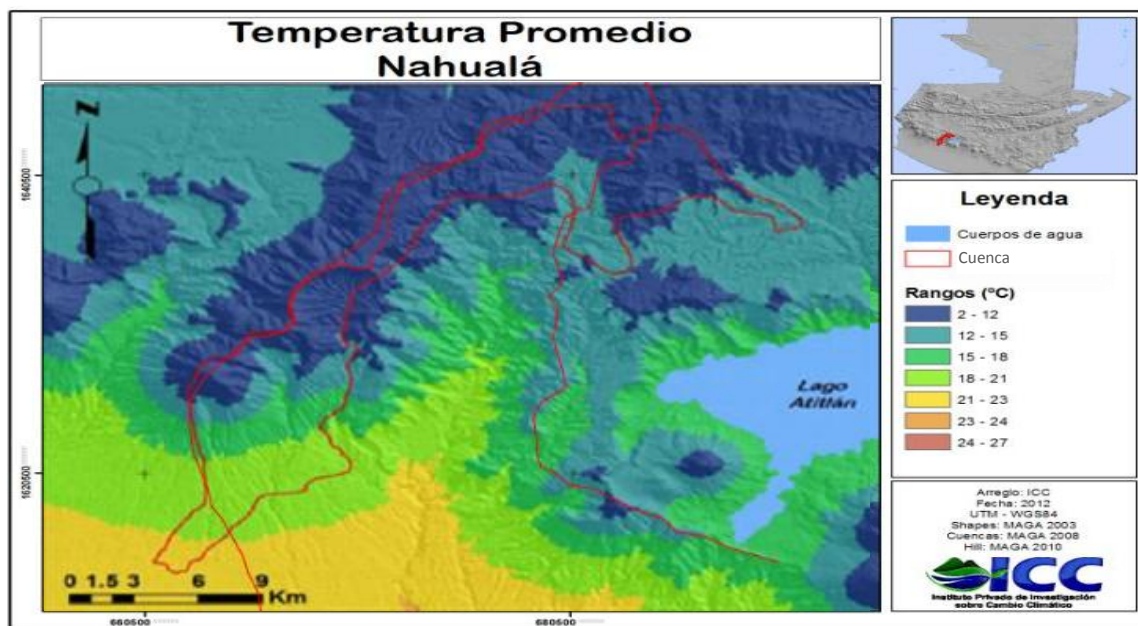 Temperatura Promedio
Nahualá
N
1640500
1620500
Lago
Atitlán
0 1.5 3 6 9
Km
660500
680500
Leyenda
Cuerpos de agua
Cuenca
Rangos (°C)
2 - 12
12 - 15
15 - 18
18 - 21
21 - 23
23 - 24
24 - 27
Arreglo: ICC
Fecha: 2012
UTM - WGS84
Shapes: MAGA 2003
Cuencas: MAGA 2008
Hill: MAGA 2010
ICC
Instituto Privado de Investigación
sobre Cambio Climático